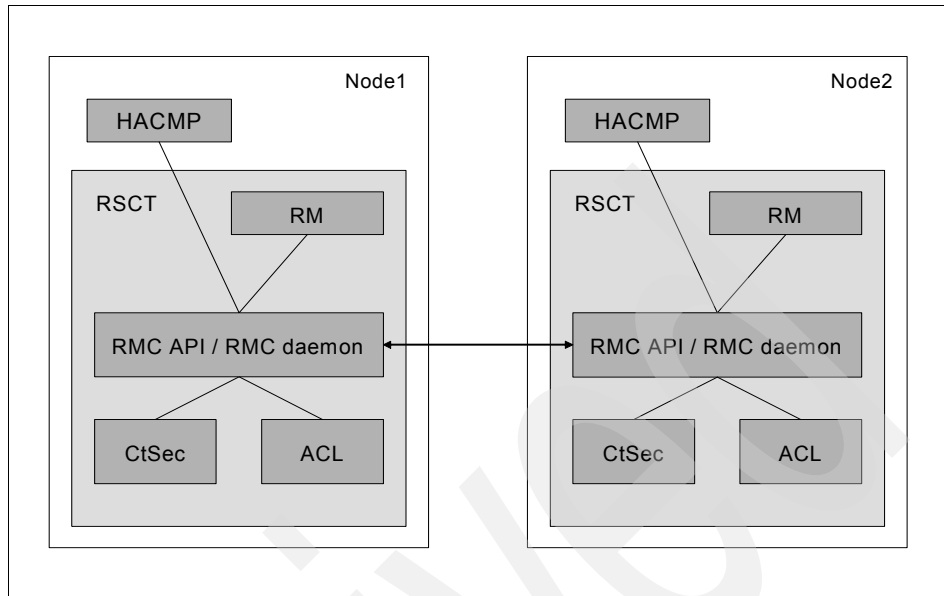 Node1
HACMP
RSCT
RM
RMC API / RMC daemon
CtSec
ACL
Node2
HACMP
RSCT
RM
RMC API / RMC daemon
CtSec
ACL